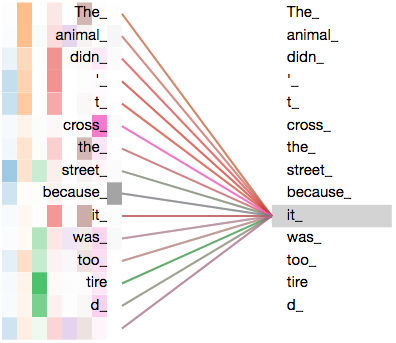 The_ The_
animal_ animal_
didn_ didn_
'_ '_
t_ t_
cross_ cross_
the_ the_
street_ street_
because_ because_
it_ it_
was_ was_
too_ too_
tire tire
d_ d_